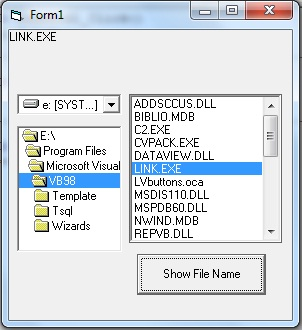 Form1
LINK.EXE
e: [SYST...]
E:\
Program Files
Microsoft Visual
VB98
Template
Tsql
Wizards
ADDSCCUS.DLL
BIBLIO.MDB
C2.EXE
CVPACK.EXE
DATAVIEW.DLL
LINK.EXE
LVbuttons.oca
MSDIS110.DLL
MSPDB60.DLL
NWIND.MDB
REPVB.DLL
Show File Name